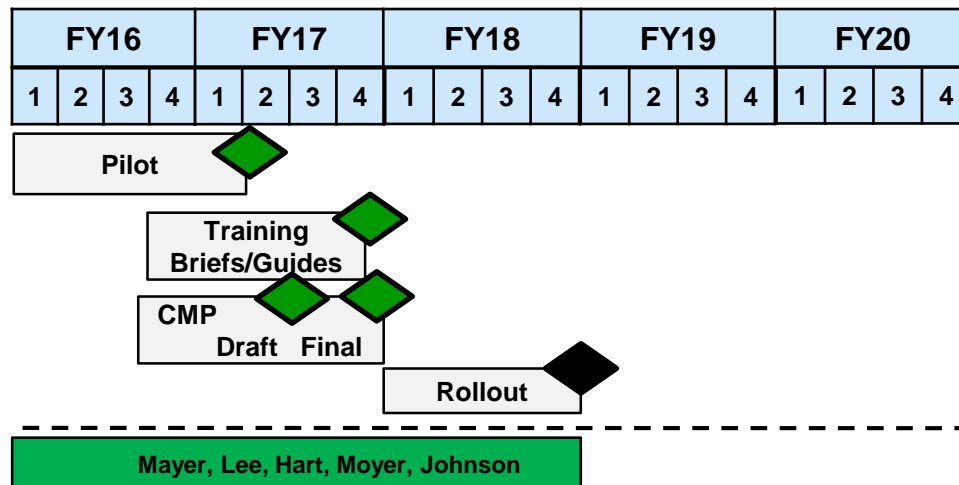 FY16 FY17 FY18 FY19 FY20
1 2 3 4 1 2 3 4 1 2 3 4 1 2 3 4 1 2 3 4
Pilot
Training
Briefs/Guides
CMP
Draft Final
Rollout
Mayer, Lee, Hart, Moyer, Johnson